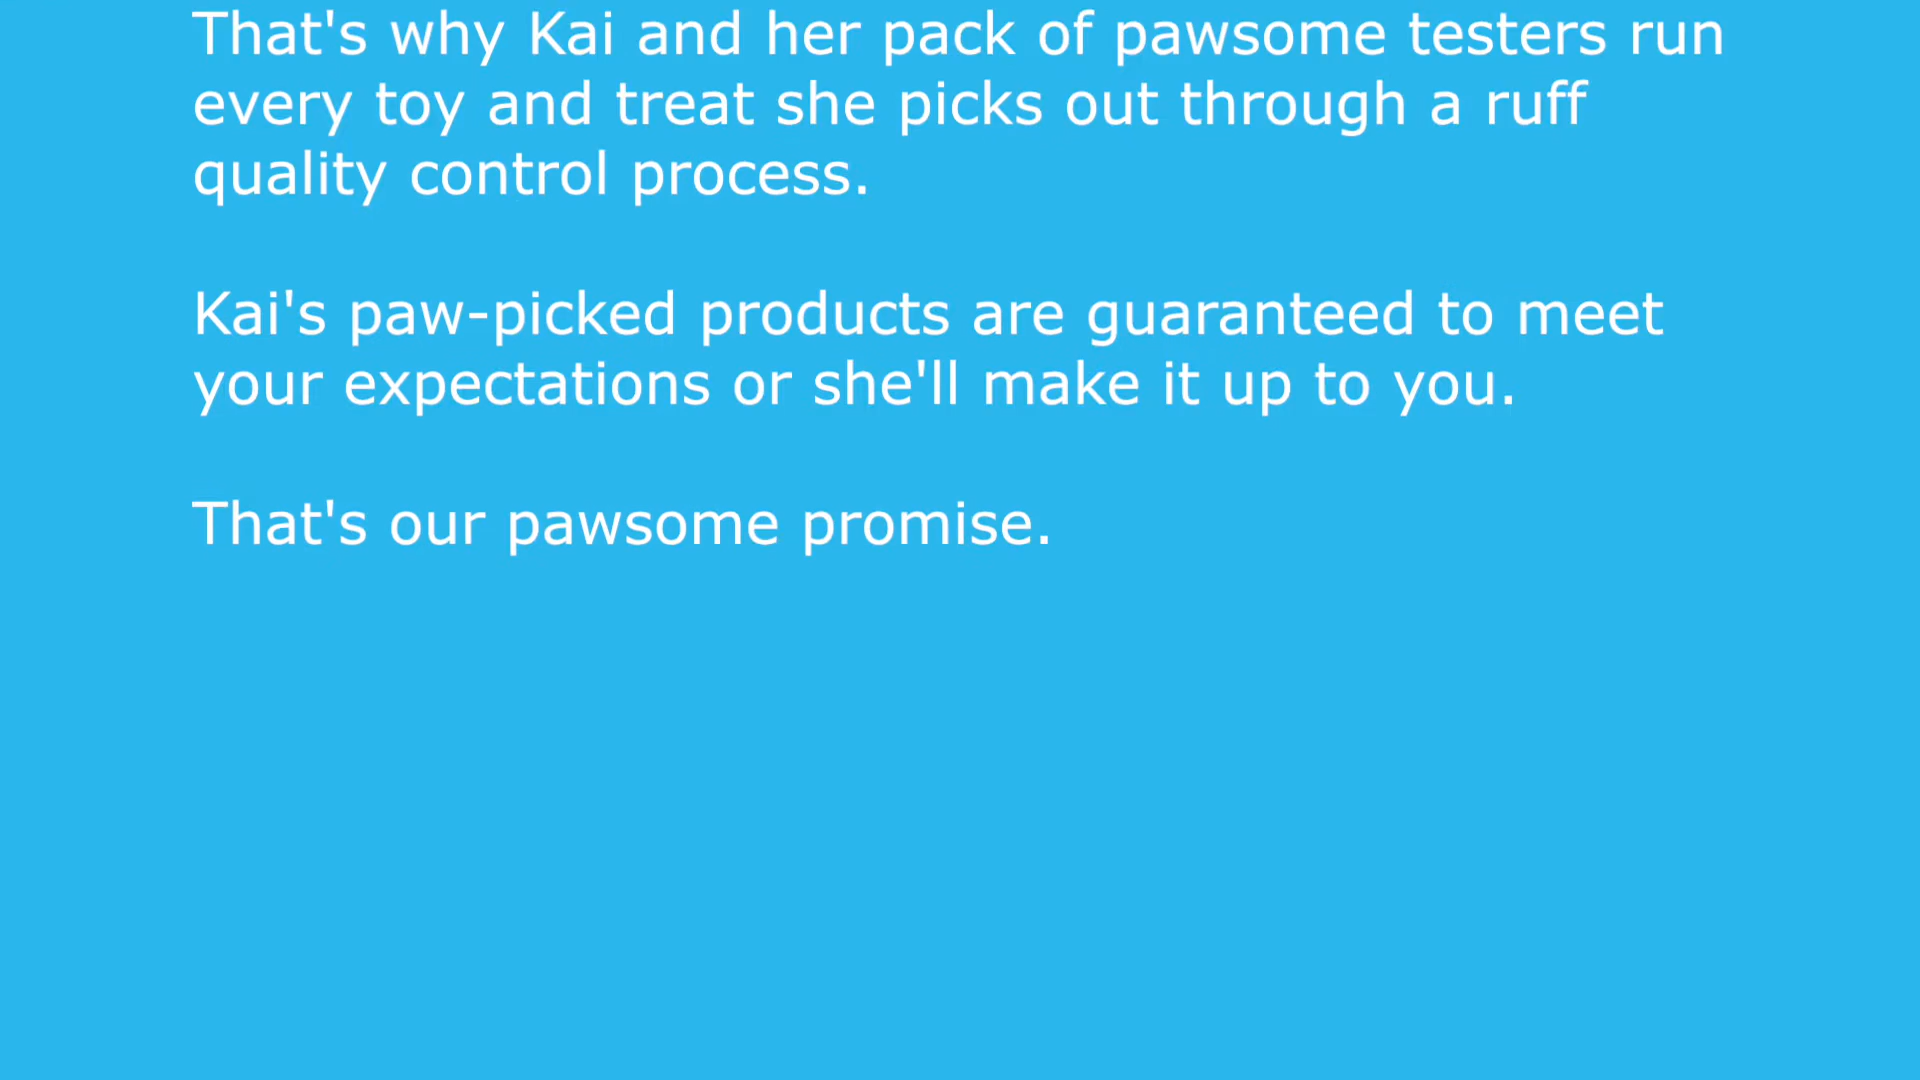 That's why Kai and her pack of pawsome testers run
every toy and treat she picks out through a ruff
quality control process.
Kai's paw-picked products are guaranteed to meet
your expectations or she'll make it up to you.
That's our pawsome promise.